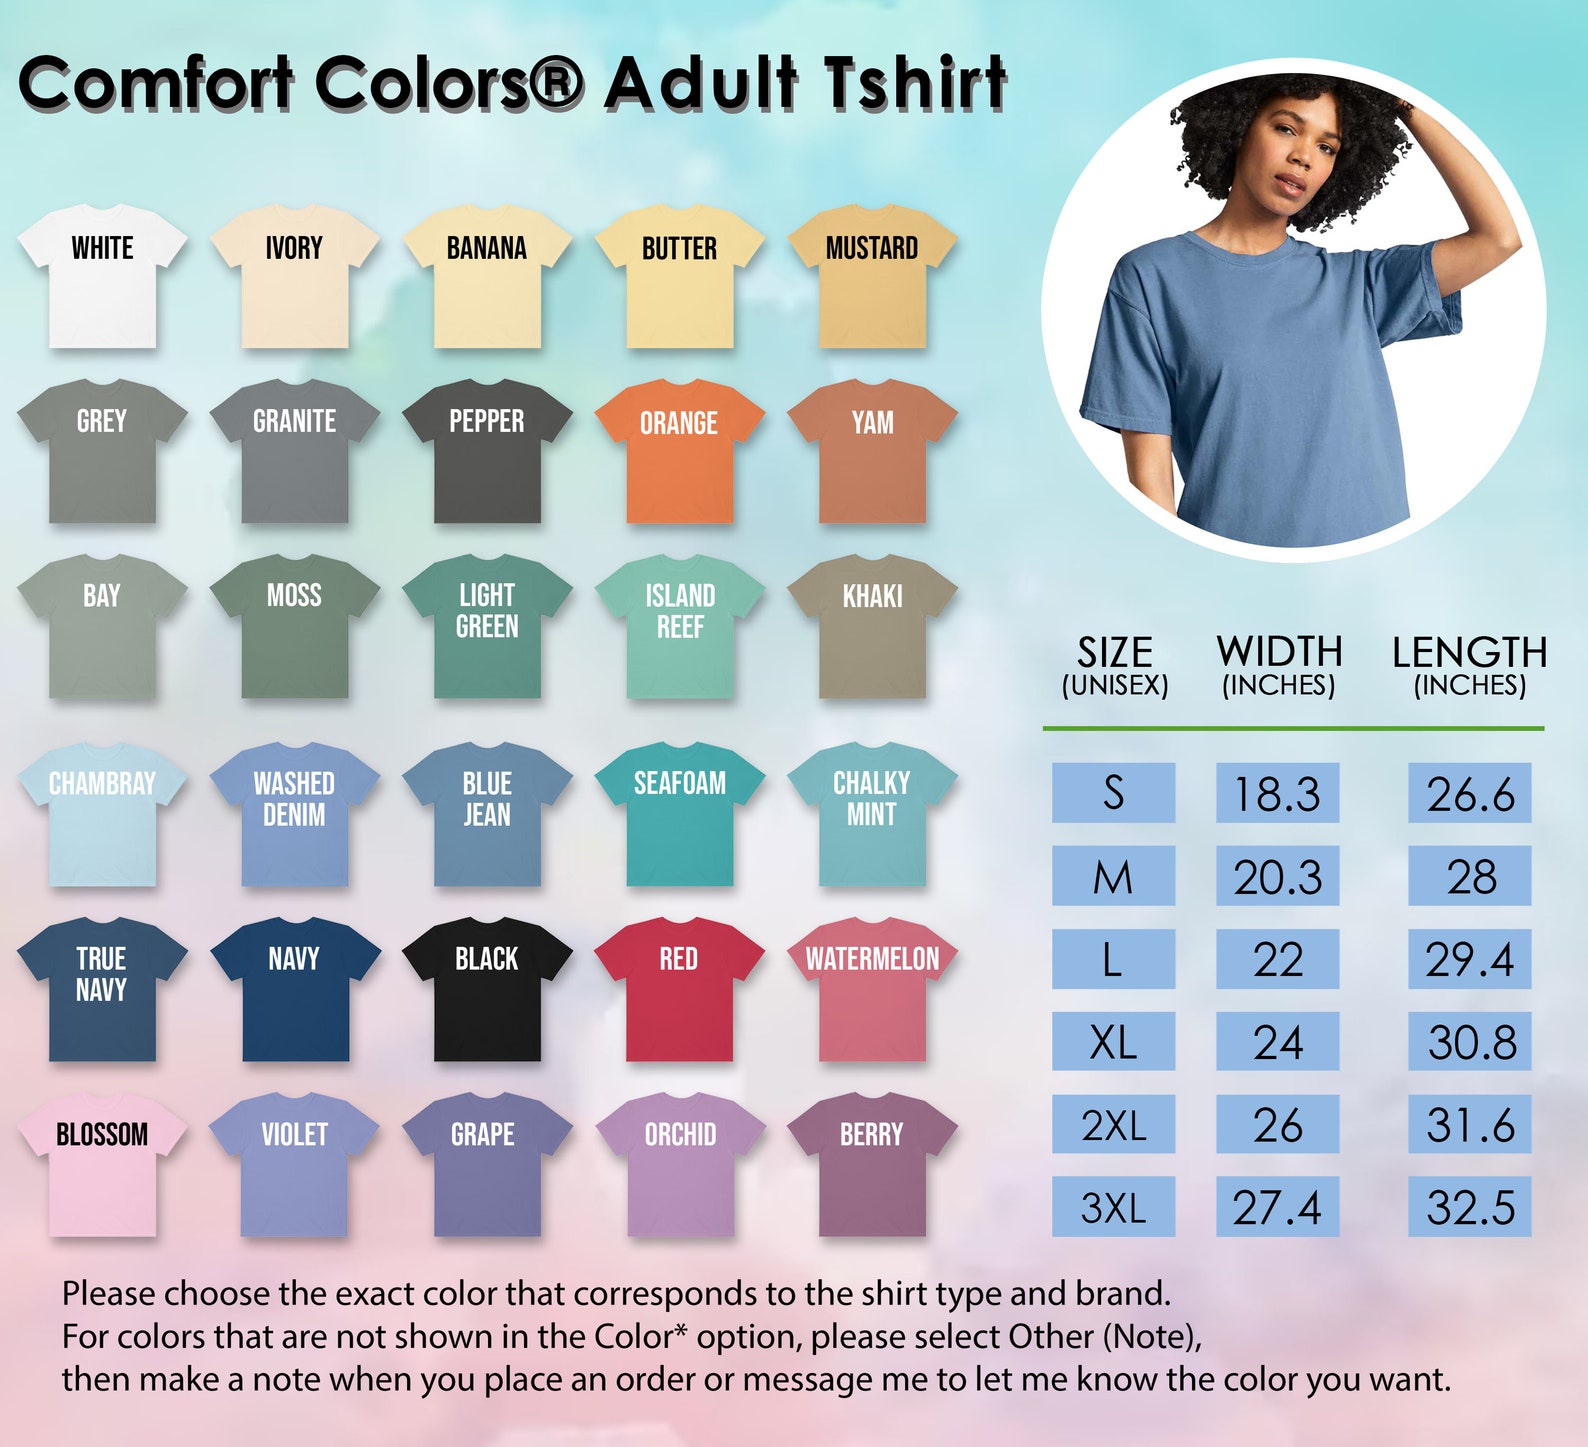 Comfort Colors® Adult Tshirt
WHITE
IVORY
BANANA
BUTTER
MUSTARD
GREY
GRANITE
PEPPER
ORANGE
YAM
BAY
MOSS
LIGHT
GREEN
ISLAND
REEF
KHAKI
CHAMBRAY
WASHED
DENIM
BLUE
JEAN
SEAFOAM
CHALKY
MINT
TRUE
NAVY
NAVY
BLACK
RED
WATERMELON
BLOSSOM
VIOLET
GRAPE
ORCHID
BERRY
SIZE WIDTH LENGTH
(UNISEX) (INCHES) (INCHES)
S 18.3 26.6
M 20.3 28
L 22 29.4
XL 24 30.8
2XL 26 31.6
3XL 27.4 32.5
Please choose the exact color that corresponds to the shirt type and brand.
For colors that are not shown in the Color* option, please select Other (Note),
then make a note when you place an order or message me to let me know the color you want.